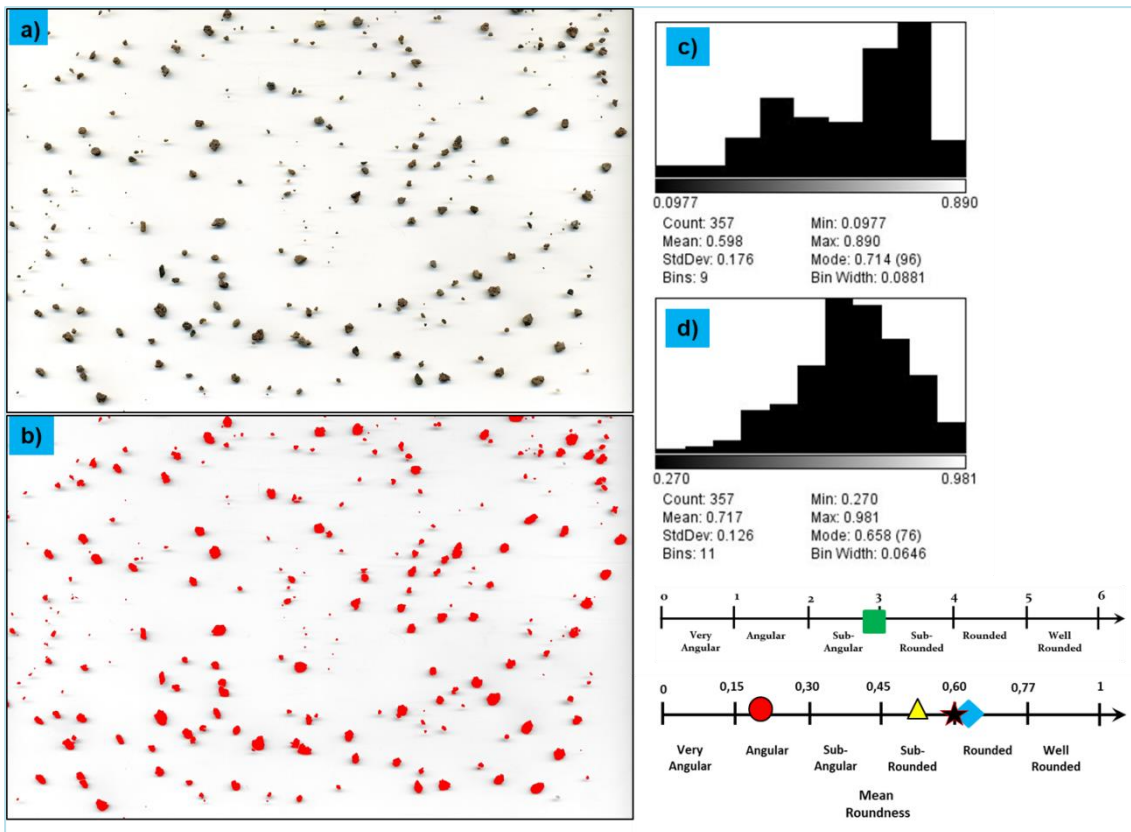 a)
b)
c)
0.0977 0.890
Count: 357 Min: 0.0977
Mean: 0.598 Max: 0.890
StdDev: 0.176 Mode: 0.714 (96)
Bins: 9 Bin Width: 0.0881
d)
0.270 0.981
Count: 357 Min: 0.270
Mean: 0.717 Max: 0.981
StdDev: 0.126 Mode: 0.658 (76)
Bins: 11 Bin Width: 0.0646
0 1 2 3 4 5 6
Very Angular Sub- Sub- Rounded Well
Angular Angular Rounded Rounded
0 0,15 0,30 0,45 0,60 0,77 1
Very Angular Sub- Sub- Rounded Well
Angular Angular Rounded Rounded
Mean
Roundness